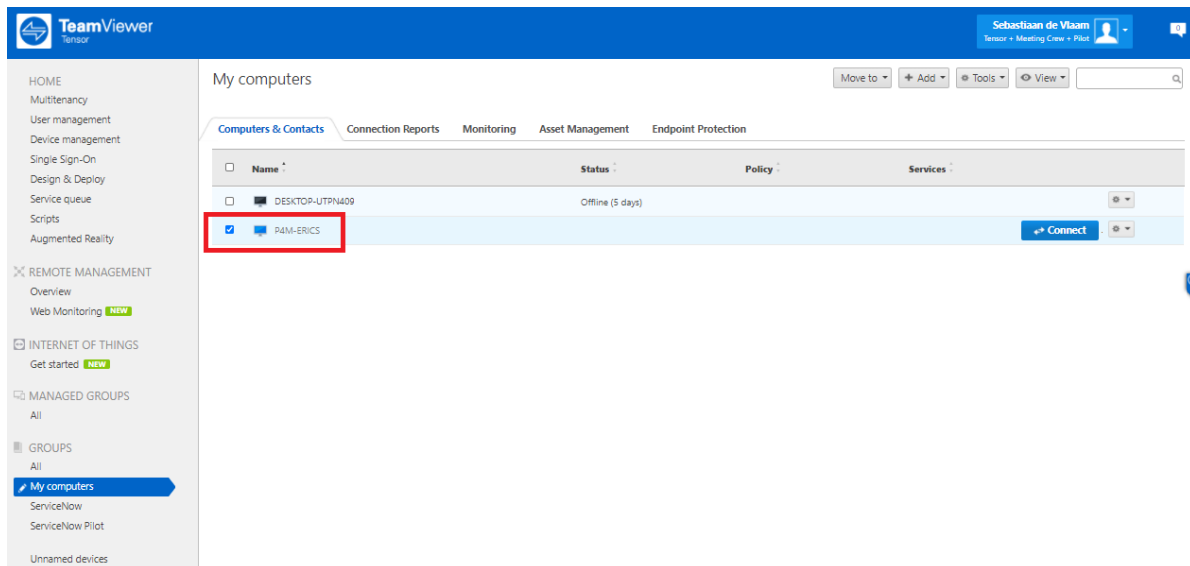 TeamViewer
Tensor
Sebastiaan de Vlaam
Tensor + Meeting Crew + Pilot
0
HOME
Multitenancy
User management
Device management
Single Sign-On
Design & Deploy
Service queue
Scripts
Augmented Reality
REMOTE MANAGEMENT
Overview
Web Monitoring NEW
INTERNET OF THINGS
Get started NEW
MANAGED GROUPS
All
GROUPS
All
My computers
ServiceNow
ServiceNow Pilot
Unnamed devices
My computers
Move to + Add Tools View
Computers & Contacts Connection Reports Monitoring Asset Management Endpoint Protection
Name Status Policy Services
DESKTOP-UTPN409 Offline (5 days)
P4M-ERICS Connect